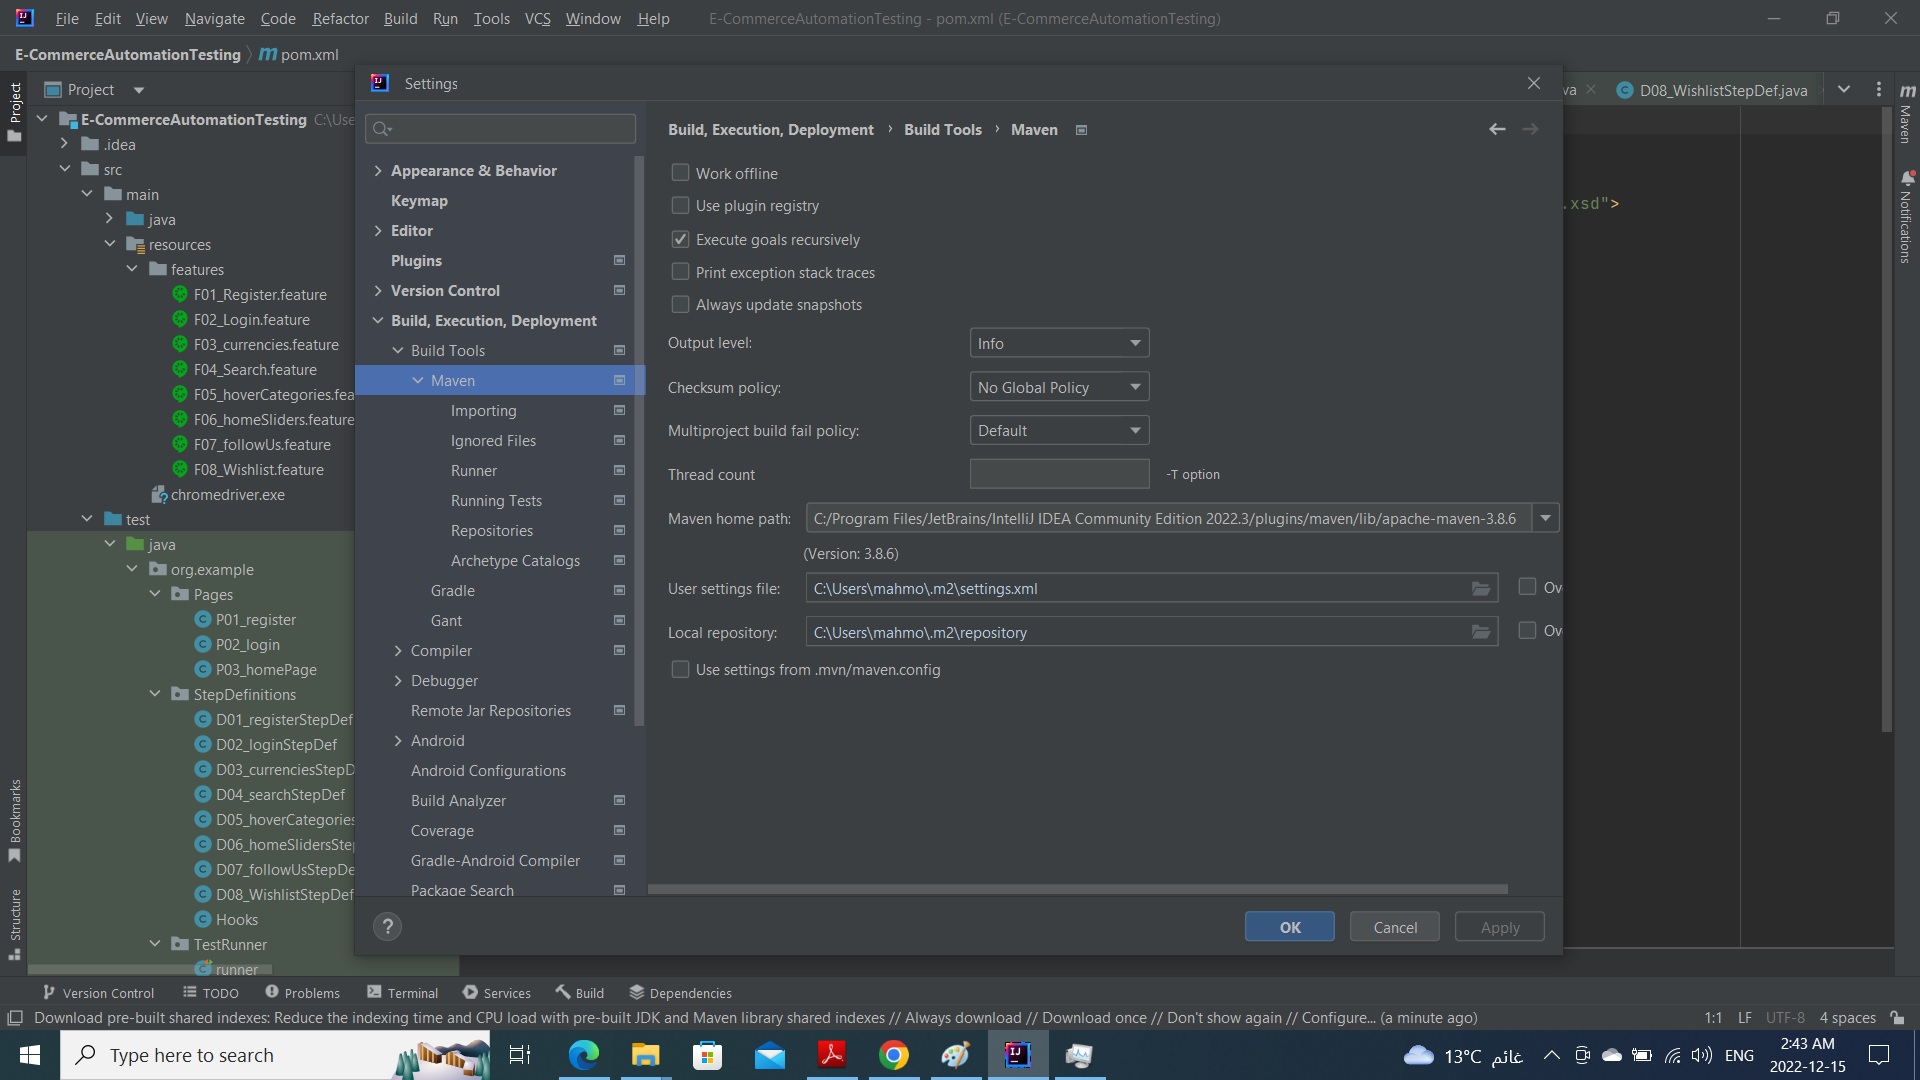 File Edit View Navigate Code Refactor Build Run Tools VCS Window Help E-CommerceAutomationTesting - pom.xml (E-CommerceAutomationTesting)
E-CommerceAutomationTesting m pom.xml
Project
Project
E-CommerceAutomationTesting C:\Use
.idea
src
main
java
resources
features
F01_Register.feature
F02_Login.feature
F03_currencies.feature
F04_Search.feature
F05_hoverCategories.fea
F06_homeSliders.feature
F07_followUs.feature
F08_Wishlist.feature
chromedriver.exe
test
java
org.example
Pages
P01_register
P02_login
P03_homePage
StepDefinitions
D01_registerStepDef
D02_loginStepDef
D03_currenciesStepD
D04_searchStepDef
D05_hoverCategories
D06_homeSlidersStep
D07_followUsStepDe
D08_WishlistStepDef
Hooks
TestRunner
runner
Bookmarks
Structure
Settings
Appearance & Behavior
Keymap
Editor
Plugins
Version Control
Build, Execution, Deployment
Build Tools
Maven
Importing
Ignored Files
Runner
Running Tests
Repositories
Archetype Catalogs
Gradle
Gant
Compiler
Debugger
Remote Jar Repositories
Android
Android Configurations
Build Analyzer
Coverage
Gradle-Android Compiler
Package Search
Build, Execution, Deployment › Build Tools › Maven
Work offline
Use plugin registry
Execute goals recursively
Print exception stack traces
Always update snapshots
Output level: Info
Checksum policy: No Global Policy
Multiproject build fail policy: Default
Thread count -T option
Maven home path: C:/Program Files/JetBrains/IntelliJ IDEA Community Edition 2022.3/plugins/maven/lib/apache-maven-3.8.6
(Version: 3.8.6)
User settings file: C:\Users\mahmo\.m2\settings.xml Ov
Local repository: C:\Users\mahmo\.m2\repository Ov
Use settings from .mvn/maven.config
? OK Cancel Apply
va D08_WishlistStepDef.java
.xsd">
m Maven
Notifications
Version Control TODO Problems Terminal Services Build Dependencies
Download pre-built shared indexes: Reduce the indexing time and CPU load with pre-built JDK and Maven library shared indexes // Always download // Download once // Don't show again // Configure... (a minute ago) 1:1 LF UTF-8 4 spaces
Type here to search 13°C غائم ENG 2:43 AM
2022-12-15